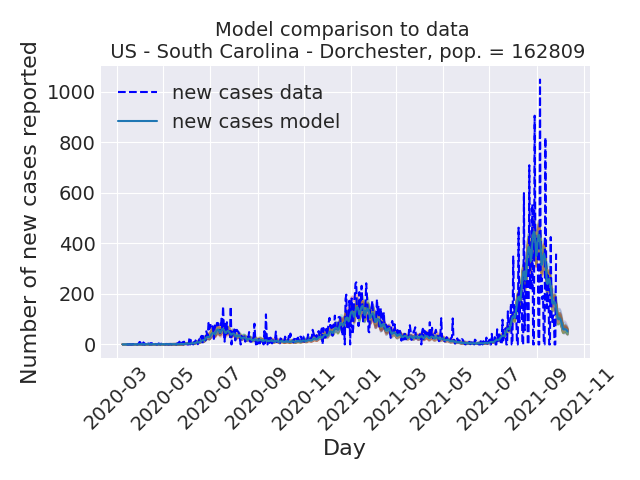 Model comparison to data
US - South Carolina - Dorchester, pop. = 162809
Number of new cases reported
1000
800
600
400
200
0
new cases data
new cases model
2020-03
2020-05
2020-07
2020-09
2020-11
2021-01
2021-03
2021-05
2021-07
2021-09
2021-11
Day